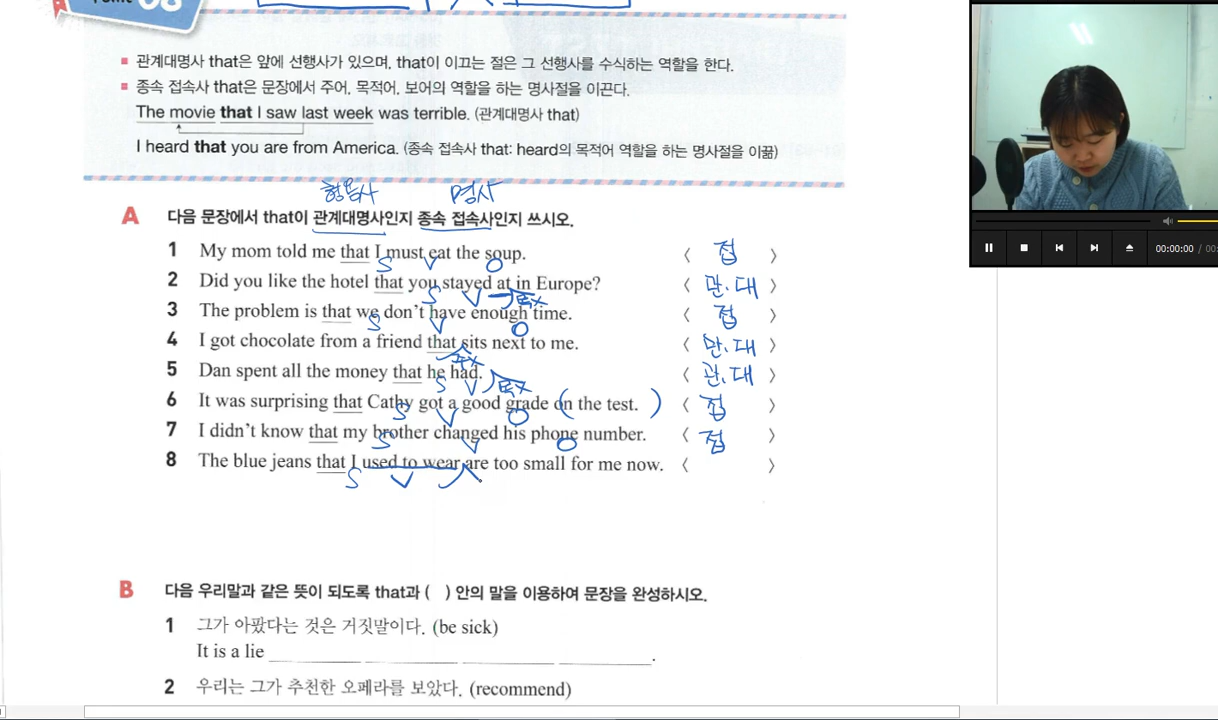 08
관계대명사 that은 앞에 선행사가 있으며, that이 이끄는 절은 그 선행사를 수식하는 역할을 한다.
종속 접속사 that은 문장에서 주어, 목적어, 보어의 역할을 하는 명사절을 이끈다.
The movie that I saw last week was terrible. (관계대명사 that)
I heard that you are from America. (종속 접속사 that: heard의 목적어 역할을 하는 명사절을 이끎)
형용사 명사
A 다음 문장에서 that이 관계대명사인지 종속 접속사인지 쓰시오.
1 My mom told me that I must eat the soup. < 접 >
S V O
2 Did you like the hotel that you stayed at in Europe? < 관.대 >
S V 목X
3 The problem is that we don't have enough time. < 접 >
S V O
4 I got chocolate from a friend that sits next to me. < 관.대 >
주X
5 Dan spent all the money that he had. < 관.대 >
S V 목X
6 It was surprising that Cathy got a good grade (on the test. ) < 접 >
S V O
7 I didn't know that my brother changed his phone number. < 접 >
S V O
8 The blue jeans that I used to wear are too small for me now. < >
S V
B 다음 우리말과 같은 뜻이 되도록 that과 ( ) 안의 말을 이용하여 문장을 완성하시오.
1 그가 아팠다는 것은 거짓말이다. (be sick)
It is a lie ____ ____ ____ ____.
2 우리는 그가 추천한 오페라를 보았다. (recommend)
00:00:00 / 00: